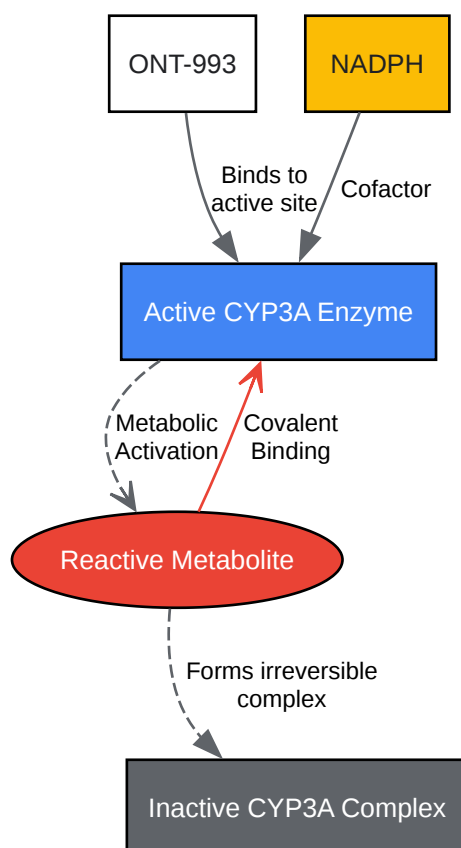 ONT-993
NADPH
Binds to
active site
Cofactor
Active CYP3A Enzyme
Metabolic
Activation
Covalent
Binding
Reactive Metabolite
Forms irreversible
complex
Inactive CYP3A Complex